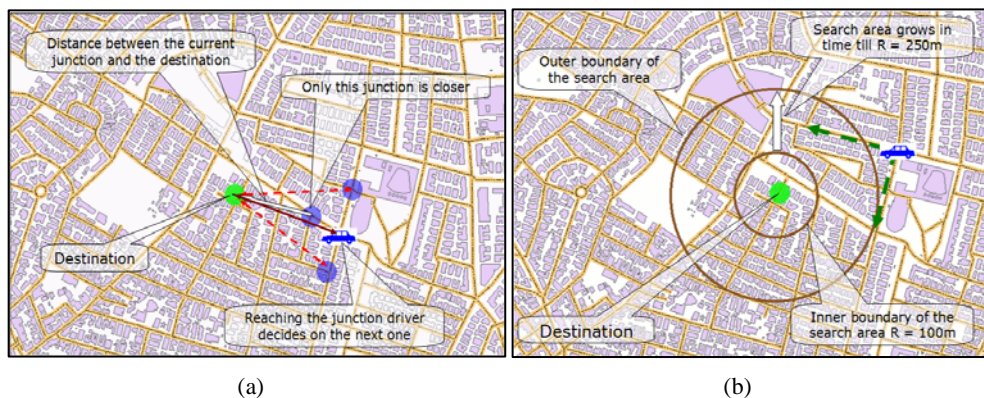 Distance between the current
junction and the destination
Only this junction is closer
Destination
Reaching the junction driver
decides on the next one
(a)
Search area grows in
time till R = 250m
Outer boundary
of the search area
Destination
Inner boundary of the
search area R = 100m
(b)